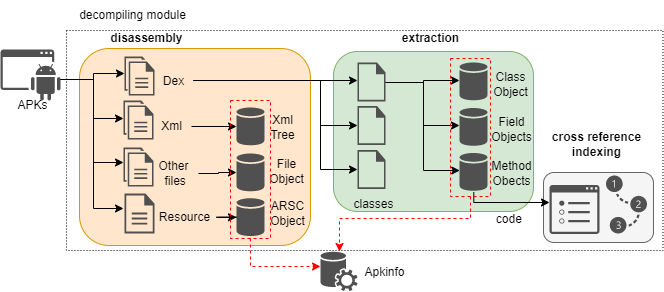 decompiling module
disassembly
extraction
APKs
Dex
Xml
Other
files
Resource
Xml
Tree
File
Object
ARSC
Object
classes
Class
Object
Field
Objects
Method
Obects
code
cross reference
indexing
1
2
3
Apkinfo